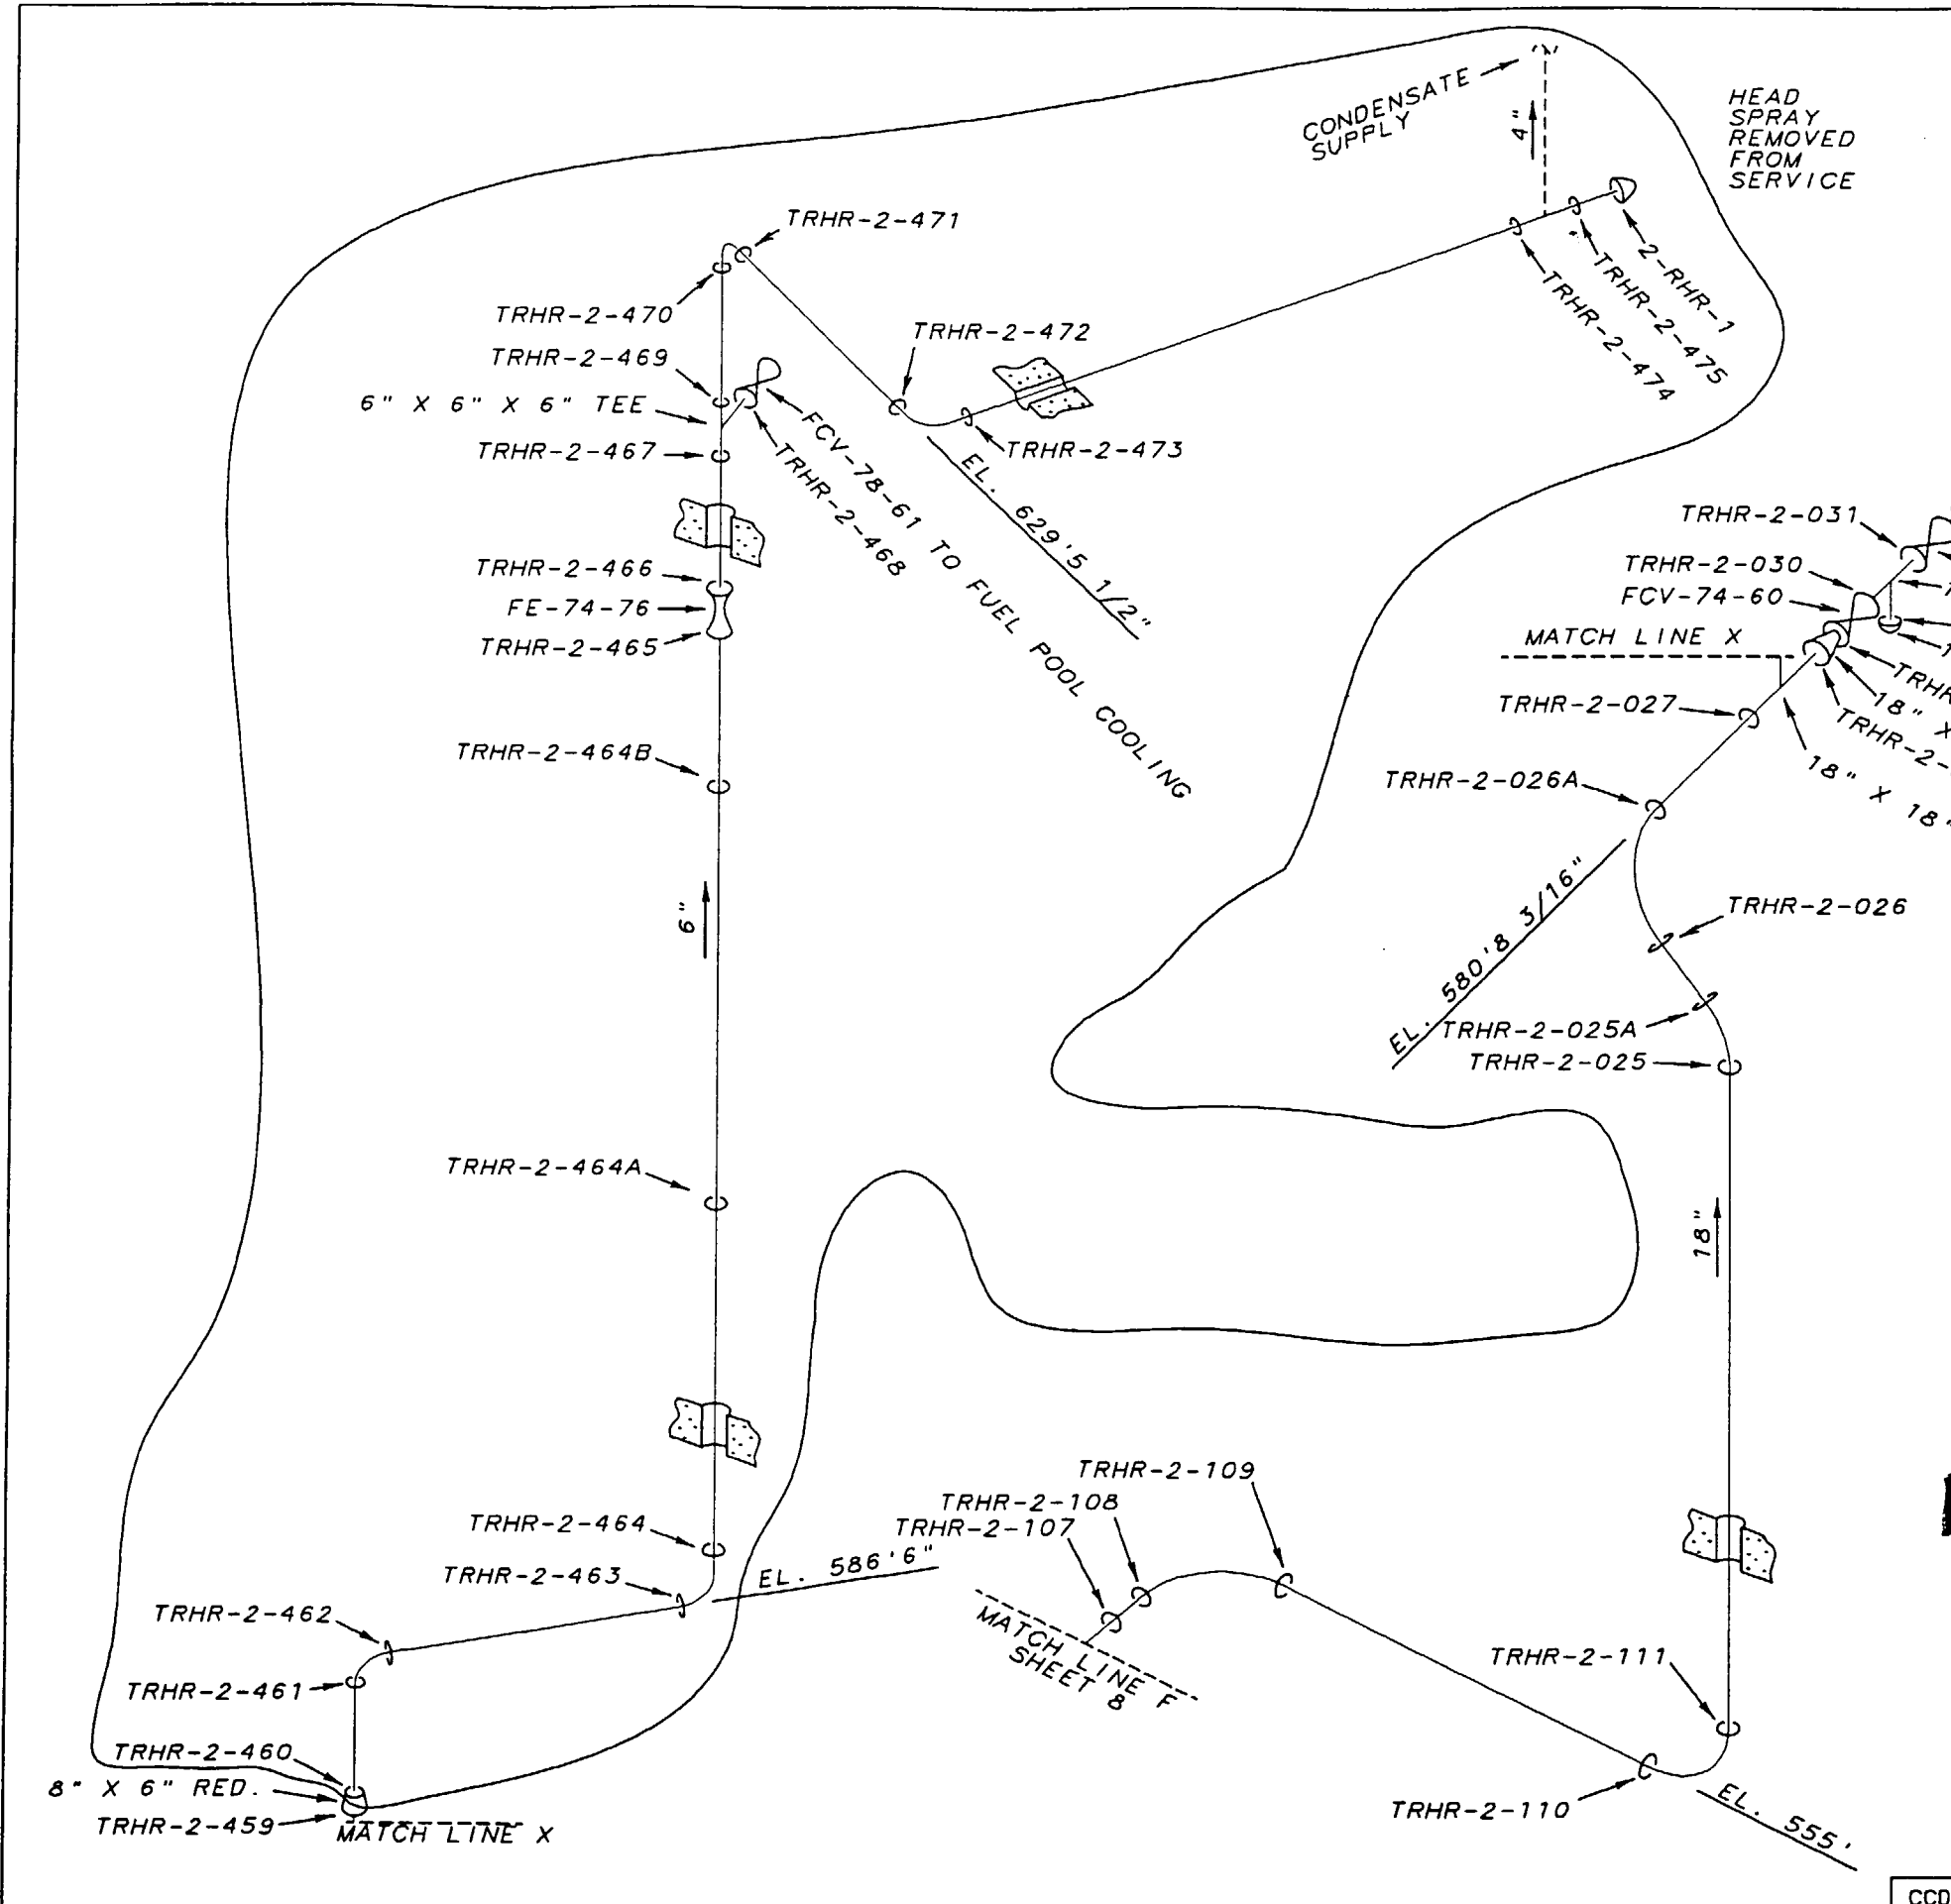 CONDENSATE
SUPPLY
4"
HEAD
SPRAY
REMOVED
FROM
SERVICE
TRHR-2-471
2-RHR-1
TRHR-2-475
TRHR-2-474
TRHR-2-470
TRHR-2-472
TRHR-2-469
6" X 6" X 6" TEE
TRHR-2-467
TRHR-2-473
FCV-78-61 TO FUEL POOL COOLING
TRHR-2-468
EL. 629'5 1/2"
TRHR-2-466
FE-74-76
TRHR-2-465
TRHR-2-031
TRHR-2-030
FCV-74-60
MATCH LINE X
TRHR-2-027
18" X
TRHR-2-
18" X 18"
TRHR-2-464B
TRHR-2-026A
6"
TRHR-2-026
EL. 580'8 3/16"
TRHR-2-025A
TRHR-2-025
TRHR-2-464A
18"
TRHR-2-109
TRHR-2-108
TRHR-2-107
TRHR-2-464
EL. 586'6"
TRHR-2-463
TRHR-2-462
MATCH LINE F
SHEET 8
TRHR-2-111
TRHR-2-461
TRHR-2-460
8" X 6" RED.
TRHR-2-459
MATCH LINE X
TRHR-2-110
EL. 555'
CCD